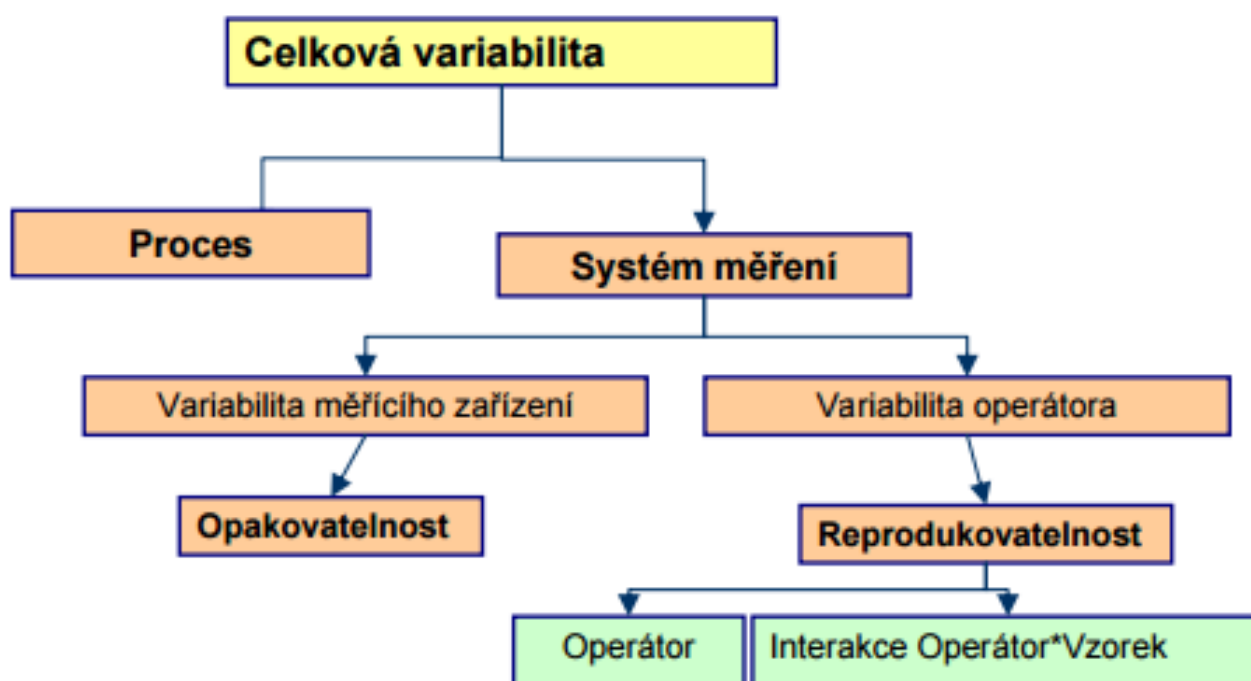 Celková variabilita
Proces
Systém měření
Variabilita měřícího zařízení
Variabilita operátora
Opakovatelnost
Reprodukovatelnost
Operátor
Interakce Operátor*Vzorek